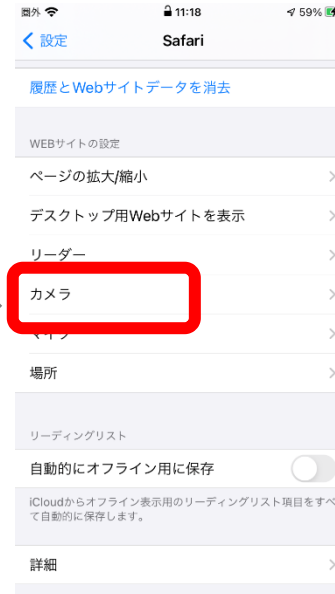 圏外 11:18 59%
設定 Safari
履歴とWebサイトデータを消去
WEBサイトの設定
ページの拡大/縮小
デスクトップ用Webサイトを表示
リーダー
カメラ
マイク
場所
リーディングリスト
自動的にオフライン用に保存
iCloudからオフライン表示用のリーディングリスト項目をすべ
て自動的に保存します。
詳細